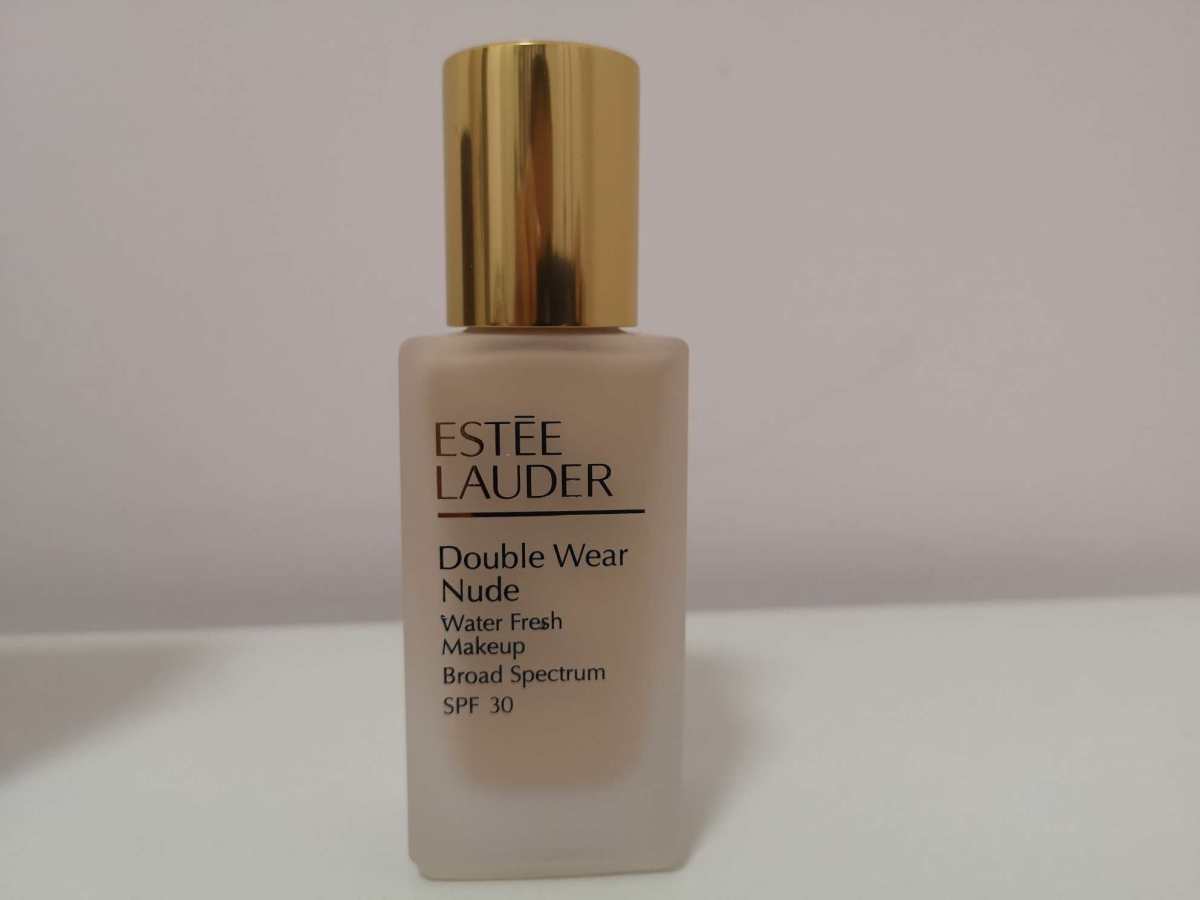 ESTĒE
LAUDER
Double Wear
Nude
Water Fresh
Makeup
Broad Spectrum
SPF 30